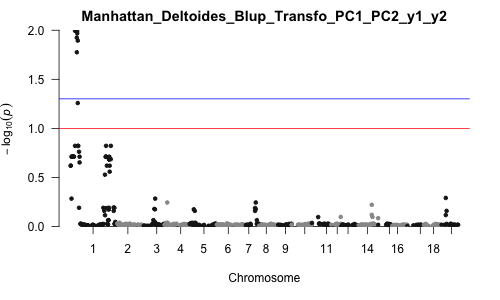 Manhattan_Deltoides_Blup_Transfo_PC1_PC2_y1_y2
2.0
1.5
1.0
0.5
0.0
− log₁₀(p)
1 2 3 4 5 6 7 8 9 11 14 16 18
Chromosome